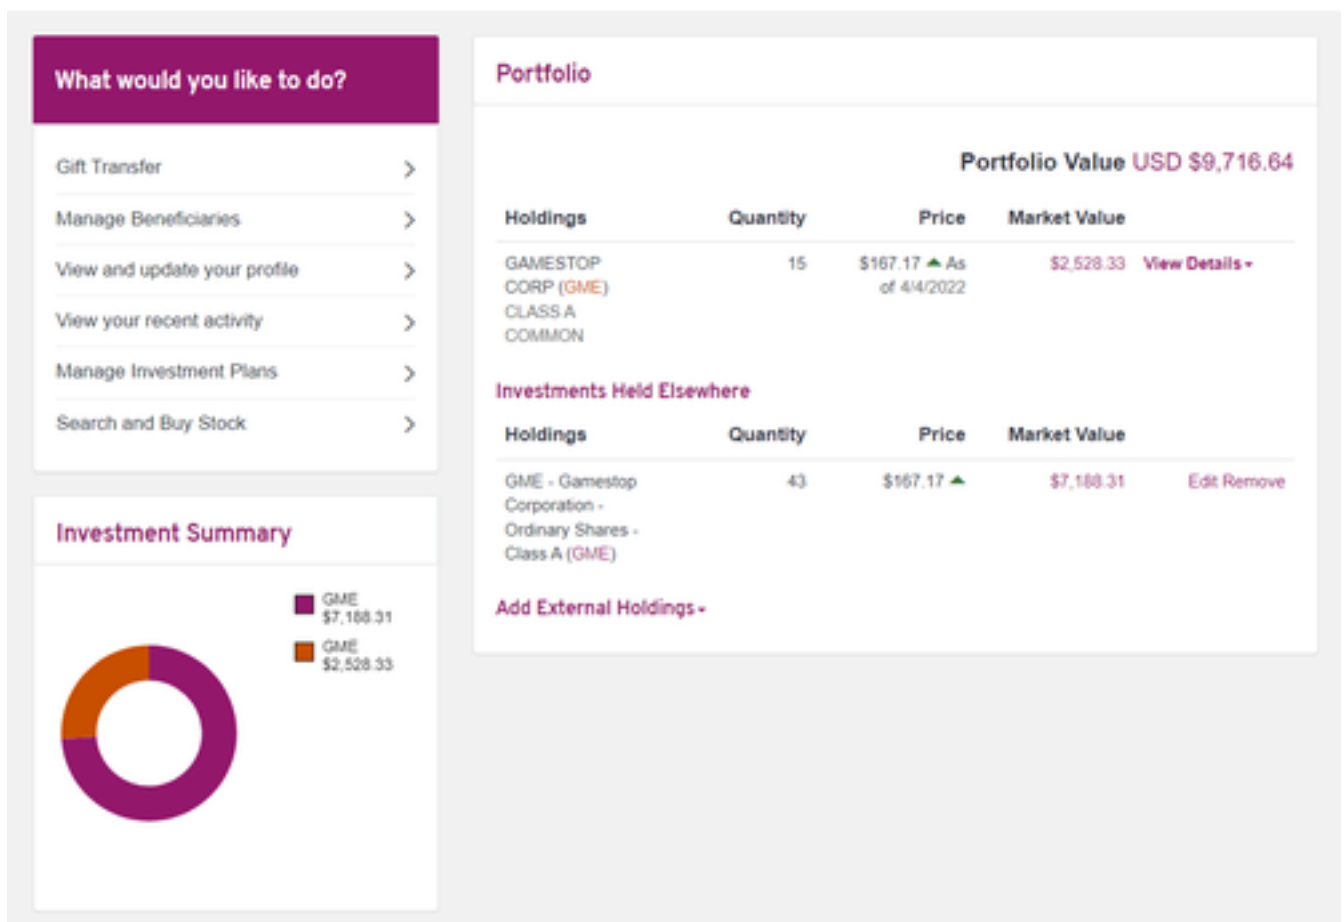 What would you like to do?
Gift Transfer
Manage Beneficiaries
View and update your profile
View your recent activity
Manage Investment Plans
Search and Buy Stock
Investment Summary
GME
$7,188.31
GME
$2,528.33
Portfolio
Portfolio Value USD $9,716.64
Holdings Quantity Price Market Value
GAMESTOP 15 $167.17 As $2,528.33 View Details
CORP (GME) of 4/4/2022
CLASS A
COMMON
Investments Held Elsewhere
Holdings Quantity Price Market Value
GME - Gamestop 43 $167.17 $7,188.31 Edit Remove
Corporation -
Ordinary Shares -
Class A (GME)
Add External Holdings